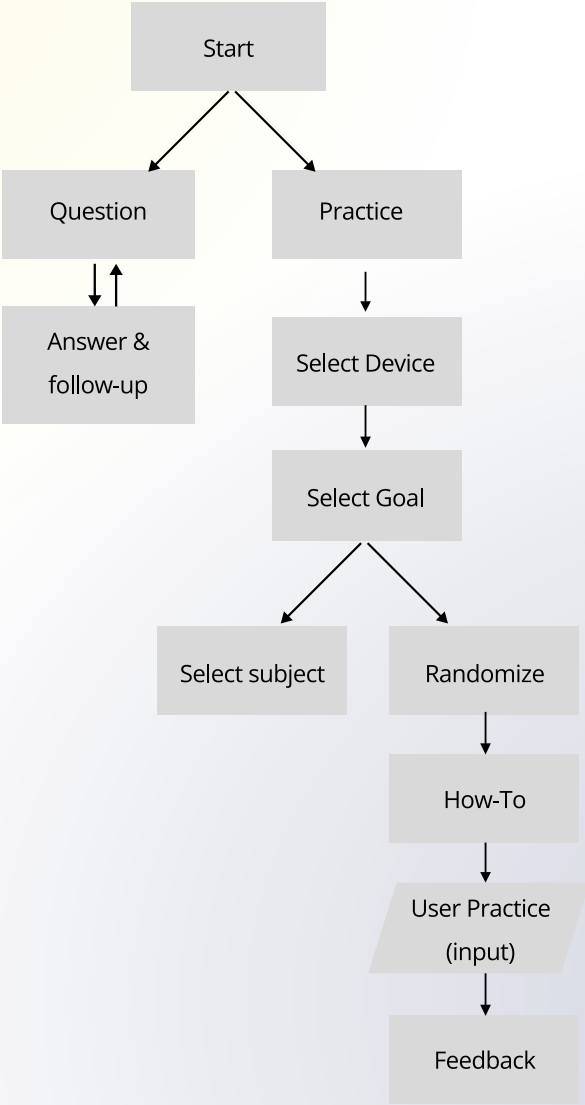 Start
Question
Practice
Answer &
follow-up
Select Device
Select Goal
Select subject
Randomize
How-To
User Practice
(input)
Feedback